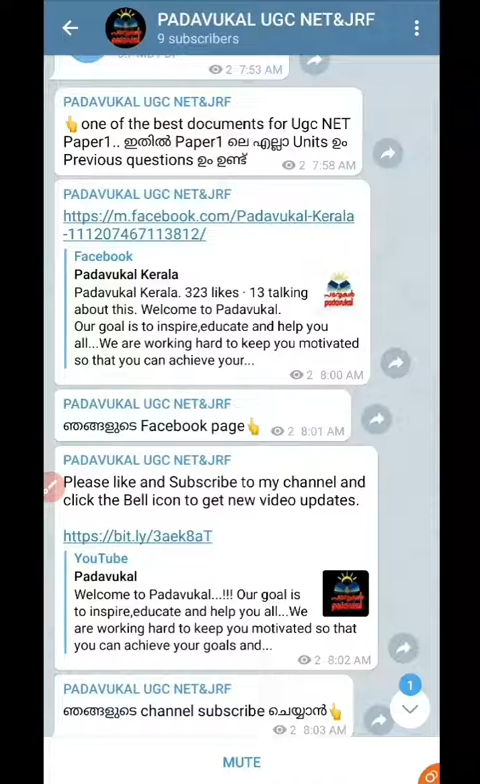 PADAVUKAL UGC NET&JRF
9 subscribers
2 7:53 AM
PADAVUKAL UGC NET&JRF
👆one of the best documents for Ugc NET
Paper1.. ഇതിൽ Paper1 ലെ എല്ലാ Units ഉം
Previous questions ഉം ഉണ്ട്
2 7:58 AM
PADAVUKAL UGC NET&JRF
https://m.facebook.com/Padavukal-Kerala
-111207467113812/
Facebook
Padavukal Kerala
Padavukal Kerala. 323 likes · 13 talking
about this. Welcome to Padavukal.
Our goal is to inspire,educate and help you
all...We are working hard to keep you motivated
so that you can achieve your...
2 8:00 AM
PADAVUKAL UGC NET&JRF
ഞങ്ങളുടെ Facebook page👆
2 8:01 AM
PADAVUKAL UGC NET&JRF
Please like and Subscribe to my channel and
click the Bell icon to get new video updates.
https://bit.ly/3aek8aT
YouTube
Padavukal
Welcome to Padavukal...!!! Our goal is
to inspire,educate and help you all...We
are working hard to keep you motivated so that
you can achieve your goals and...
2 8:02 AM
PADAVUKAL UGC NET&JRF
ഞങ്ങളുടെ channel subscribe ചെയ്യാൻ👆
2 8:03 AM
1
MUTE